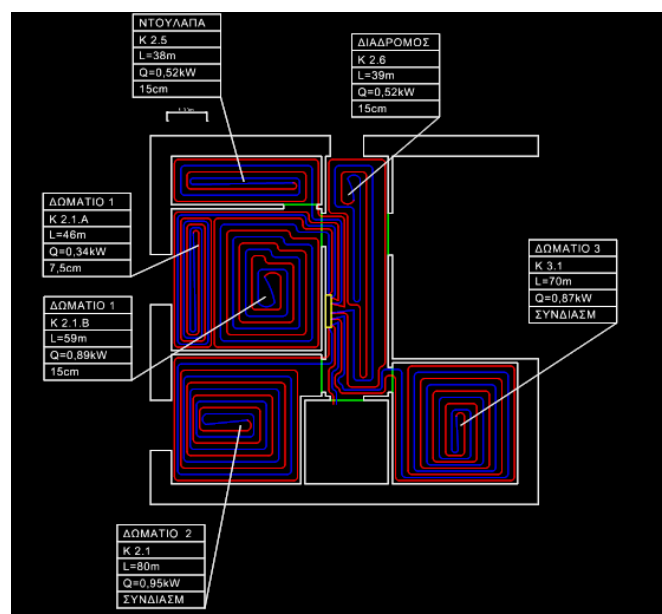 ΝΤΟΥΛΑΠΑ
K 2.5
L=38m
Q=0,52kW
15cm
ΔΙΑΔΡΟΜΟΣ
K 2.6
L=39m
Q=0,52kW
15cm
ΔΩΜΑΤΙΟ 1
K 2.1.A
L=46m
Q=0,34kW
7,5cm
ΔΩΜΑΤΙΟ 1
K 2.1.B
L=59m
Q=0,89kW
15cm
ΔΩΜΑΤΙΟ 3
K 3.1
L=70m
Q=0,87kW
ΣΥΝΔΙΑΣΜ
ΔΩΜΑΤΙΟ 2
K 2.1
L=80m
Q=0,95kW
ΣΥΝΔΙΑΣΜ